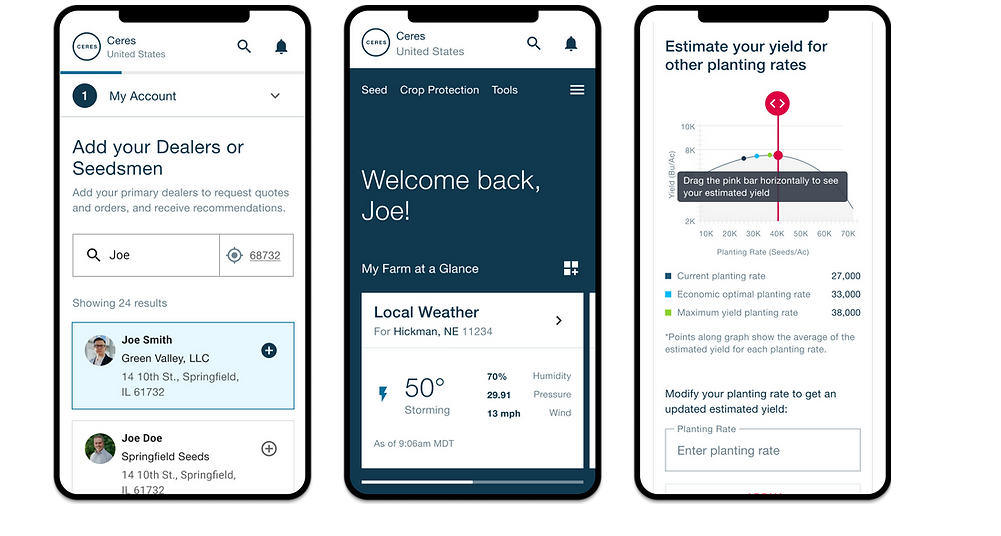 CERES
Ceres
United States
1 My Account
Add your Dealers or
Seedsmen
Add your primary dealers to request quotes
and orders, and receive recommendations.
Joe 68732
Showing 24 results
Joe Smith
Green Valley, LLC
14 10th St., Springfield,
IL 61732
Joe Doe
Springfield Seeds
14 10th St., Springfield,
IL 61732
CERES
Ceres
United States
Seed Crop Protection Tools
Welcome back,
Joe!
My Farm at a Glance
Local Weather
For Hickman, NE 11234
50°
Storming
70% Humidity
29.91 Pressure
13 mph Wind
As of 9:06am MDT
Estimate your yield for
other planting rates
10K
8K
Yield (Bu/Ac)
Drag the pink bar horizontally to see
your estimated yield
2K
10K 20K 30K 40K 50K 60K 70K
Planting Rate (Seeds/Ac)
Current planting rate 27,000
Economic optimal planting rate 33,000
Maximum yield planting rate 38,000
*Points along graph show the average of the
estimated yield for each planting rate.
Modify your planting rate to get an
updated estimated yield:
Planting Rate
Enter planting rate